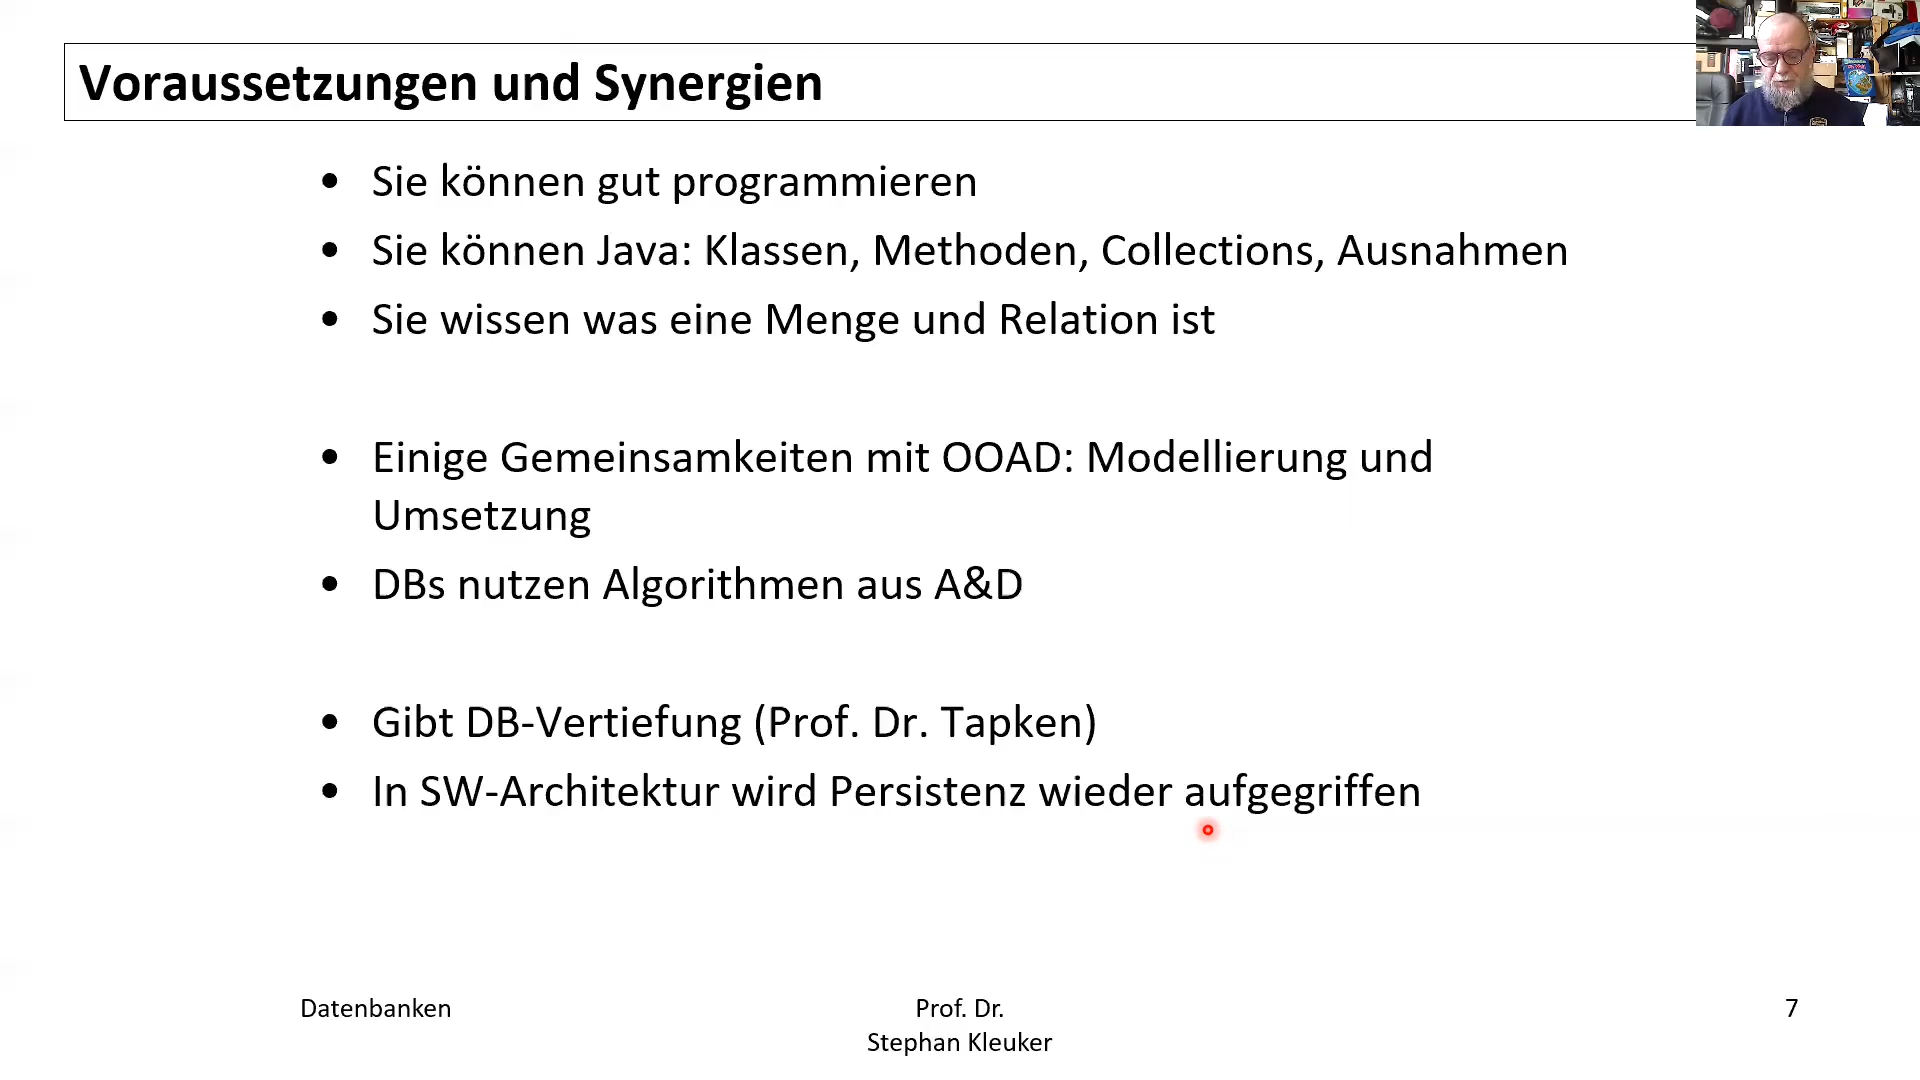 Voraussetzungen und Synergien
• Sie können gut programmieren
• Sie können Java: Klassen, Methoden, Collections, Ausnahmen
• Sie wissen was eine Menge und Relation ist
• Einige Gemeinsamkeiten mit OOAD: Modellierung und
Umsetzung
• DBs nutzen Algorithmen aus A&D
• Gibt DB-Vertiefung (Prof. Dr. Tapken)
• In SW-Architektur wird Persistenz wieder aufgegriffen
Datenbanken
Prof. Dr.
Stephan Kleuker
7